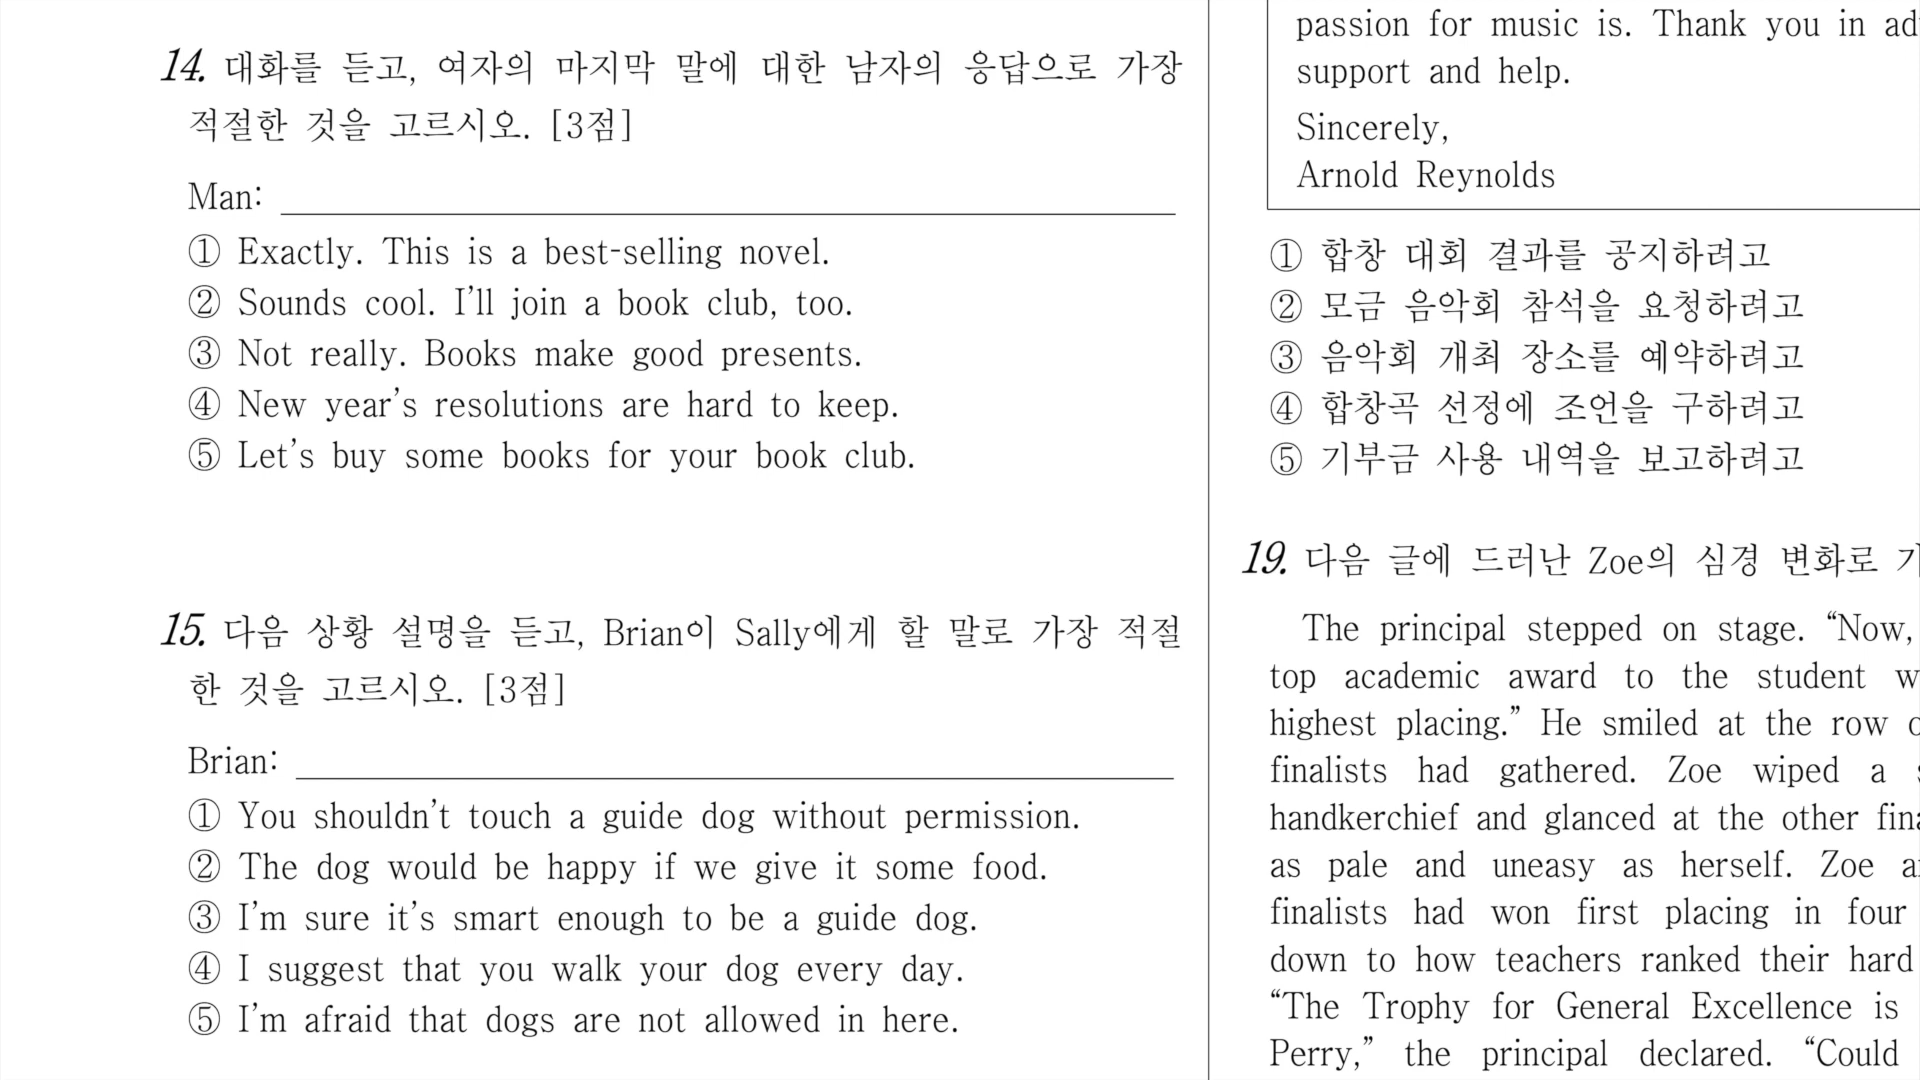 14. 대화를 듣고, 여자의 마지막 말에 대한 남자의 응답으로 가장
적절한 것을 고르시오. [3점]
Man:
① Exactly. This is a best-selling novel.
② Sounds cool. I’ll join a book club, too.
③ Not really. Books make good presents.
④ New year’s resolutions are hard to keep.
⑤ Let’s buy some books for your book club.
15. 다음 상황 설명을 듣고, Brian이 Sally에게 할 말로 가장 적절
한 것을 고르시오. [3점]
Brian:
① You shouldn’t touch a guide dog without permission.
② The dog would be happy if we give it some food.
③ I’m sure it’s smart enough to be a guide dog.
④ I suggest that you walk your dog every day.
⑤ I’m afraid that dogs are not allowed in here.
passion for music is. Thank you in
support and help.
Sincerely,
Arnold Reynolds
① 합창 대회 결과를 공지하려고
② 모금 음악회 참석을 요청하려고
③ 음악회 개최 장소를 예약하려고
④ 합창곡 선정에 조언을 구하려고
⑤ 기부금 사용 내역을 보고하려고
19. 다음 글에 드러난 Zoe의 심경 변화로
The principal stepped on stage. “Now,
top academic award to the student
highest placing.” He smiled at the row
finalists had gathered. Zoe wiped a
handkerchief and glanced at the other
as pale and uneasy as herself. Zoe
finalists had won first placing in four
down to how teachers ranked their hard
“The Trophy for General Excellence is
Perry,” the principal declared. “Could